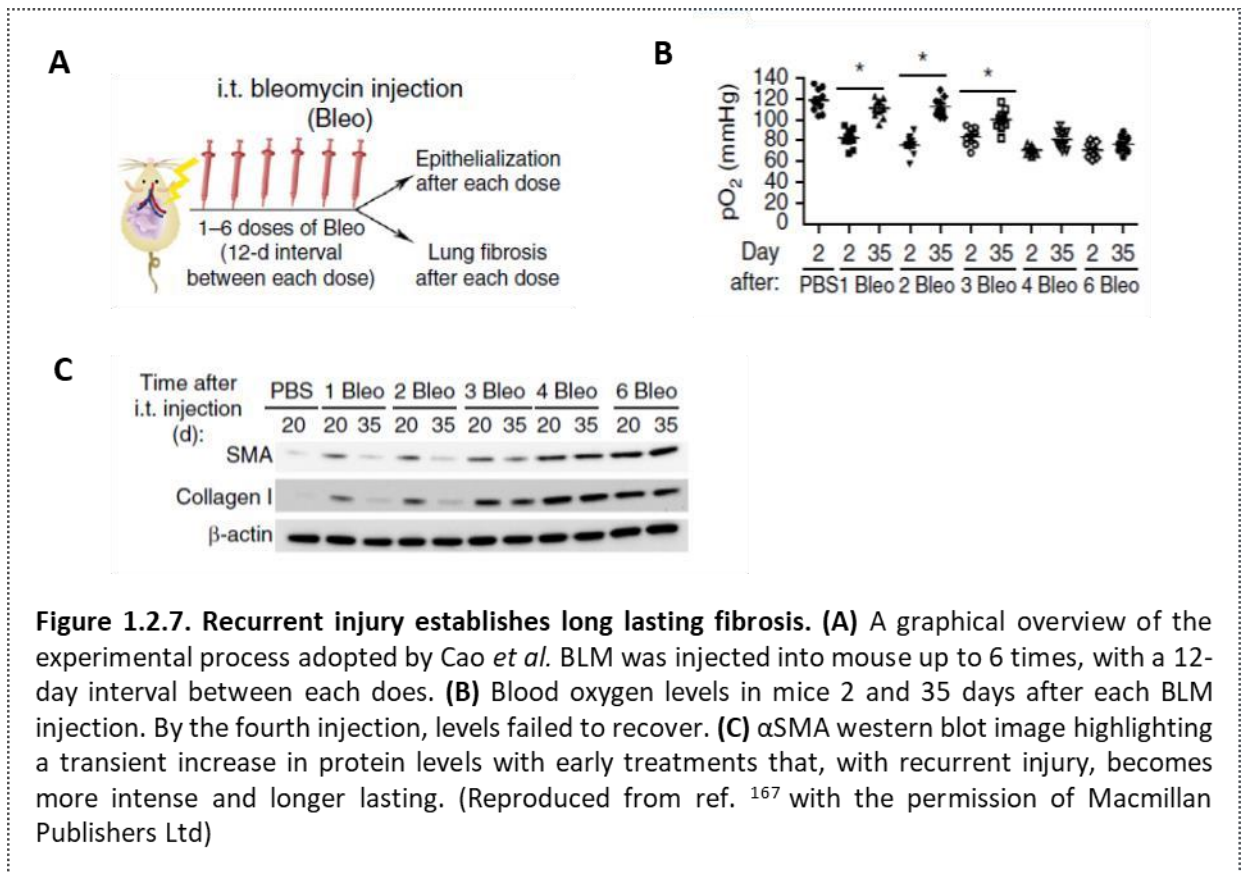 A
i.t. bleomycin injection
(Bleo)
Epithelialization
after each dose
1–6 doses of Bleo
(12-d interval
between each dose)
Lung fibrosis
after each dose
B
* * *
pO2 (mmHg)
140
120
100
80
60
40
20
0
Day 2 2 35 2 35 2 35 2 35 2 35
after: PBS 1 Bleo 2 Bleo 3 Bleo 4 Bleo 6 Bleo
C
Time after
i.t. injection
(d):
PBS 1 Bleo 2 Bleo 3 Bleo 4 Bleo 6 Bleo
20 20 35 20 35 20 35 20 35 20 35
SMA
Collagen I
β-actin
Figure 1.2.7. Recurrent injury establishes long lasting fibrosis. (A) A graphical overview of the
experimental process adopted by Cao et al. BLM was injected into mouse up to 6 times, with a 12-
day interval between each does. (B) Blood oxygen levels in mice 2 and 35 days after each BLM
injection. By the fourth injection, levels failed to recover. (C) αSMA western blot image highlighting
a transient increase in protein levels with early treatments that, with recurrent injury, becomes
more intense and longer lasting. (Reproduced from ref. 167 with the permission of Macmillan
Publishers Ltd)